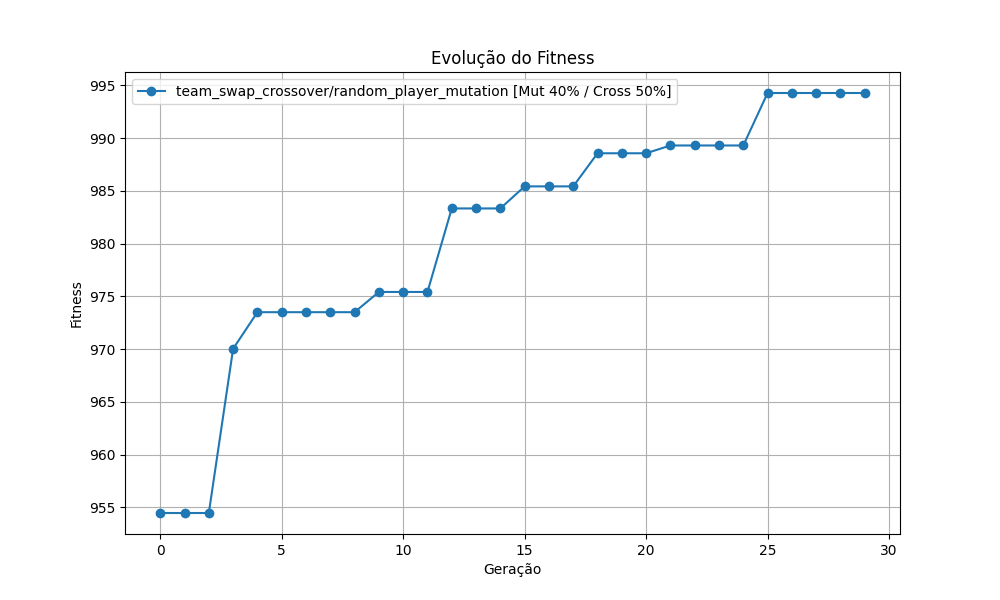 Evolução do Fitness
team_swap_crossover/random_player_mutation [Mut 40% / Cross 50%]
995
990
985
980
975
970
965
960
955
Fitness
0 5 10 15 20 25 30
Geração